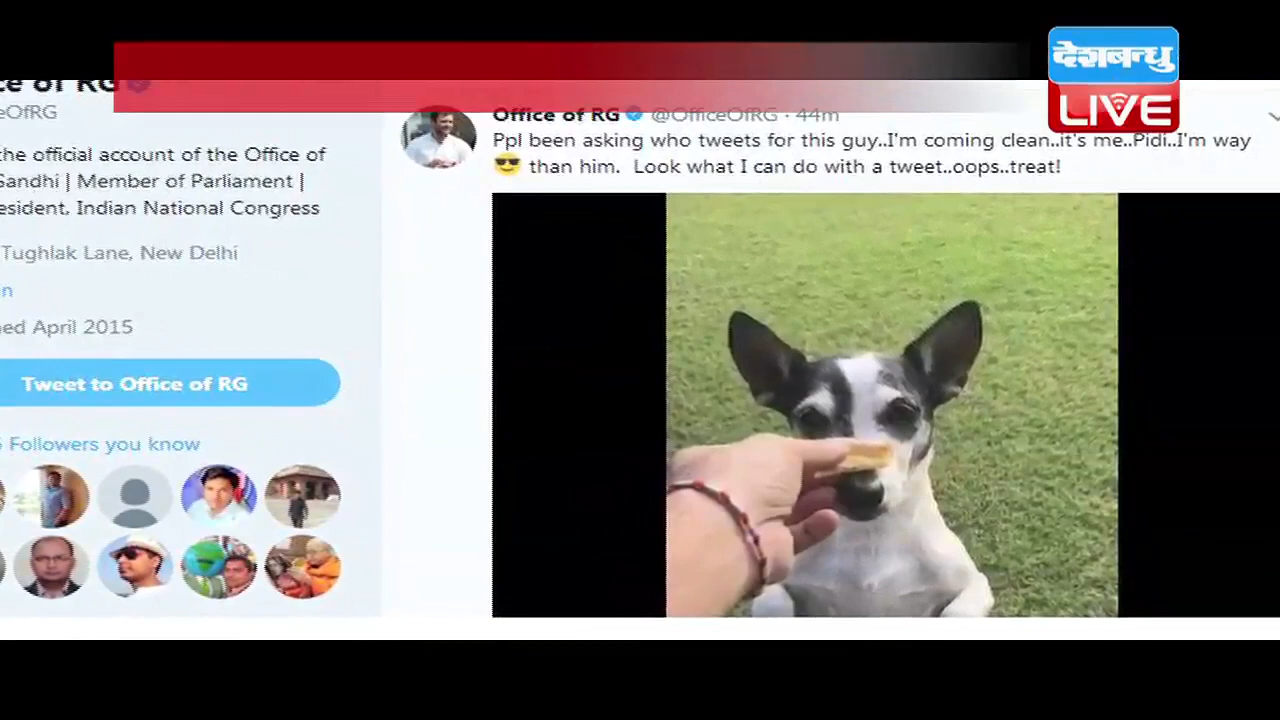 देशबन्धु
LIVE
ce of RG
eOfRG
the official account of the Office of
Gandhi | Member of Parliament |
esident, Indian National Congress
Tughlak Lane, New Delhi
n
ned April 2015
Tweet to Office of RG
Followers you know
Office of RG @OfficeOfRG · 44m
Ppl been asking who tweets for this guy..I'm coming clean..it's me..Pidi..I'm way
😎 than him. Look what I can do with a tweet..oops..treat!